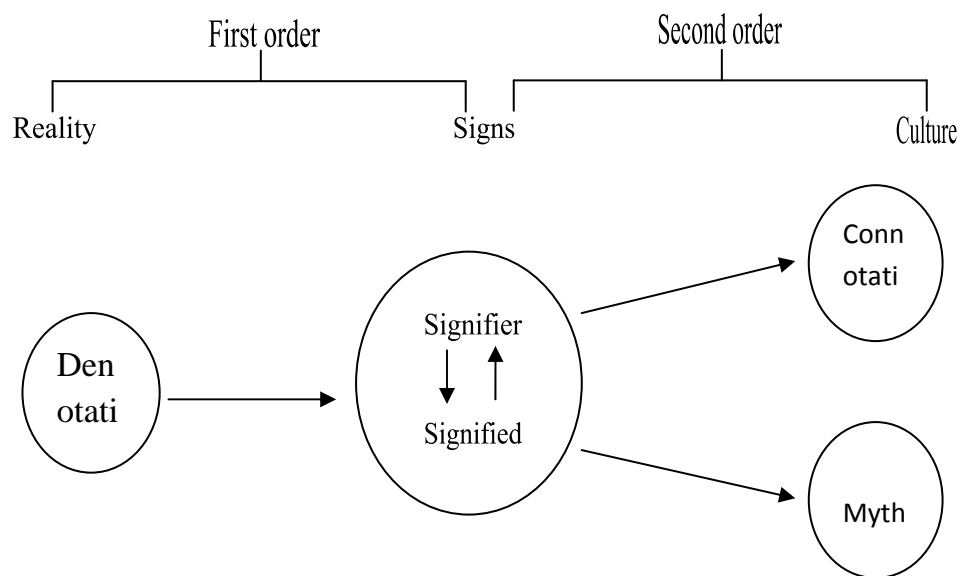 First order
Second order
Reality
Signs
Culture
Den
otati
Signifier
Signified
Conn
otati
Myth